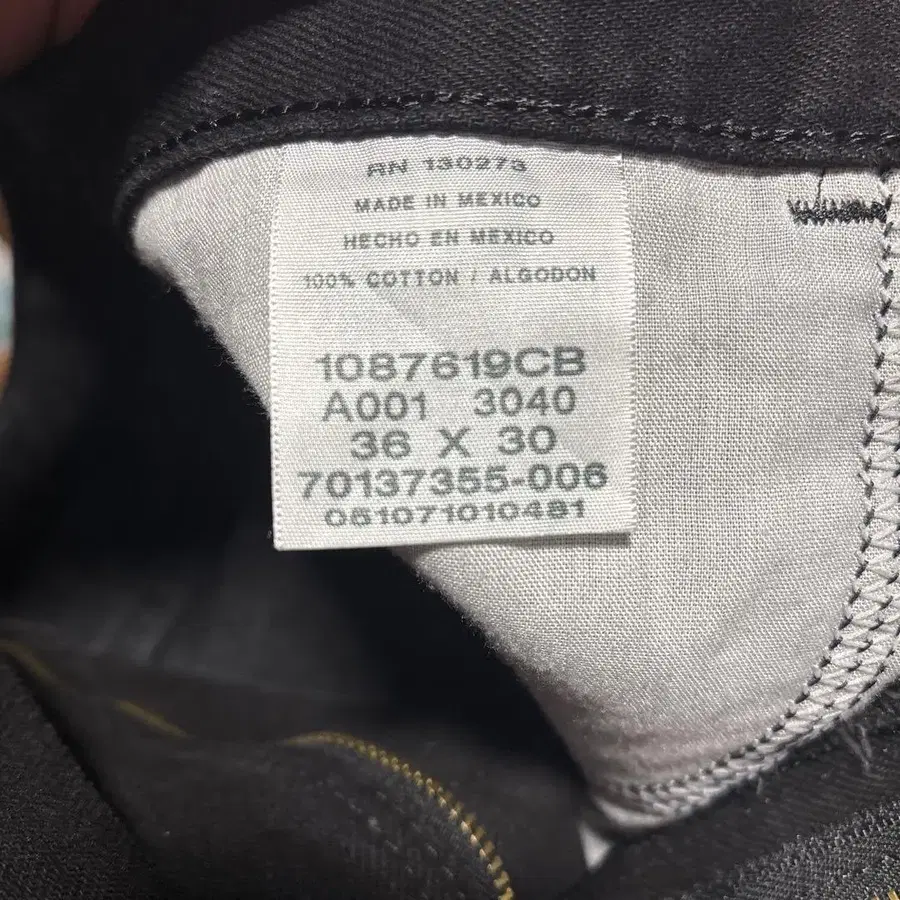 RN 130273
MADE IN MEXICO
HECHO EN MEXICO
100% COTTON / ALGODON
1087619CB
A001 3040
36 X 30
70137355-006
051071010481